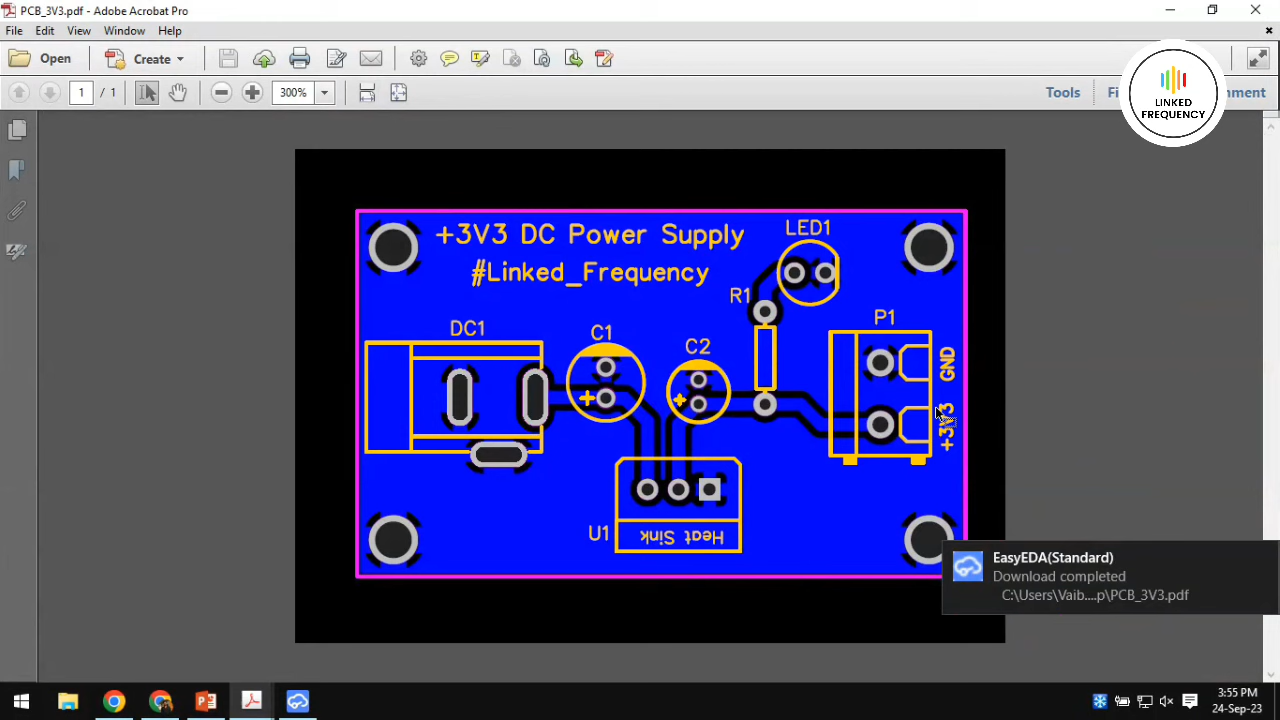 PCB_3V3.pdf - Adobe Acrobat Pro
File Edit View Window Help
Open
Create
1 / 1
300%
Tools
mment
LINKED
FREQUENCY
+3V3 DC Power Supply
#Linked_Frequency
LED1
R1
P1
DC1
C1
C2
GND
+3V3
+
+
U1
Heat Sink
EasyEDA(Standard)
Download completed
C:\Users\Vaib....p\PCB_3V3.pdf
3:55 PM
24-Sep-23